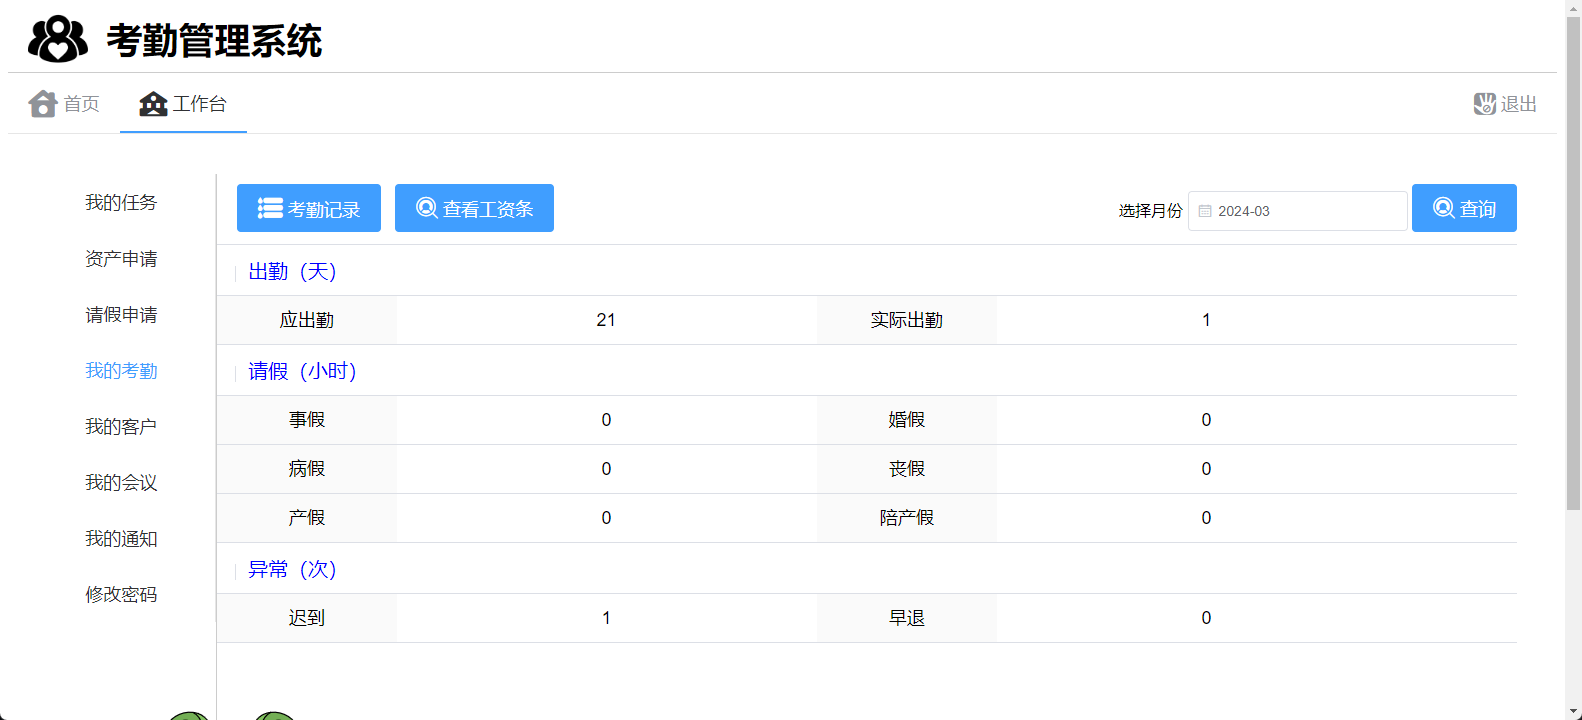 考勤管理系统
首页
工作台
退出
我的任务
资产申请
请假申请
我的考勤
我的客户
我的会议
我的通知
修改密码
考勤记录
查看工资条
选择月份
2024-03
查询
出勤（天）
应出勤 21 实际出勤 1
请假（小时）
事假 0 婚假 0
病假 0 丧假 0
产假 0 陪产假 0
异常（次）
迟到 1 早退 0